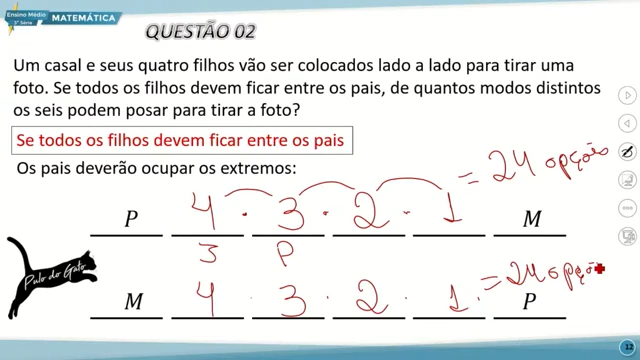 Ensino Médio
3ª Série
MATEMÁTICA
QUESTÃO 02
Um casal e seus quatro filhos vão ser colocados lado a lado para tirar uma
foto. Se todos os filhos devem ficar entre os pais, de quantos modos distintos
os seis podem posar para tirar a foto?
Se todos os filhos devem ficar entre os pais
Os pais deverão ocupar os extremos:
P 4 · 3 · 2 · 1 M = 24 opções
3 P
M 4 · 3 · 2 · 1 P = 24 opçõ
Pulo do Gato
12